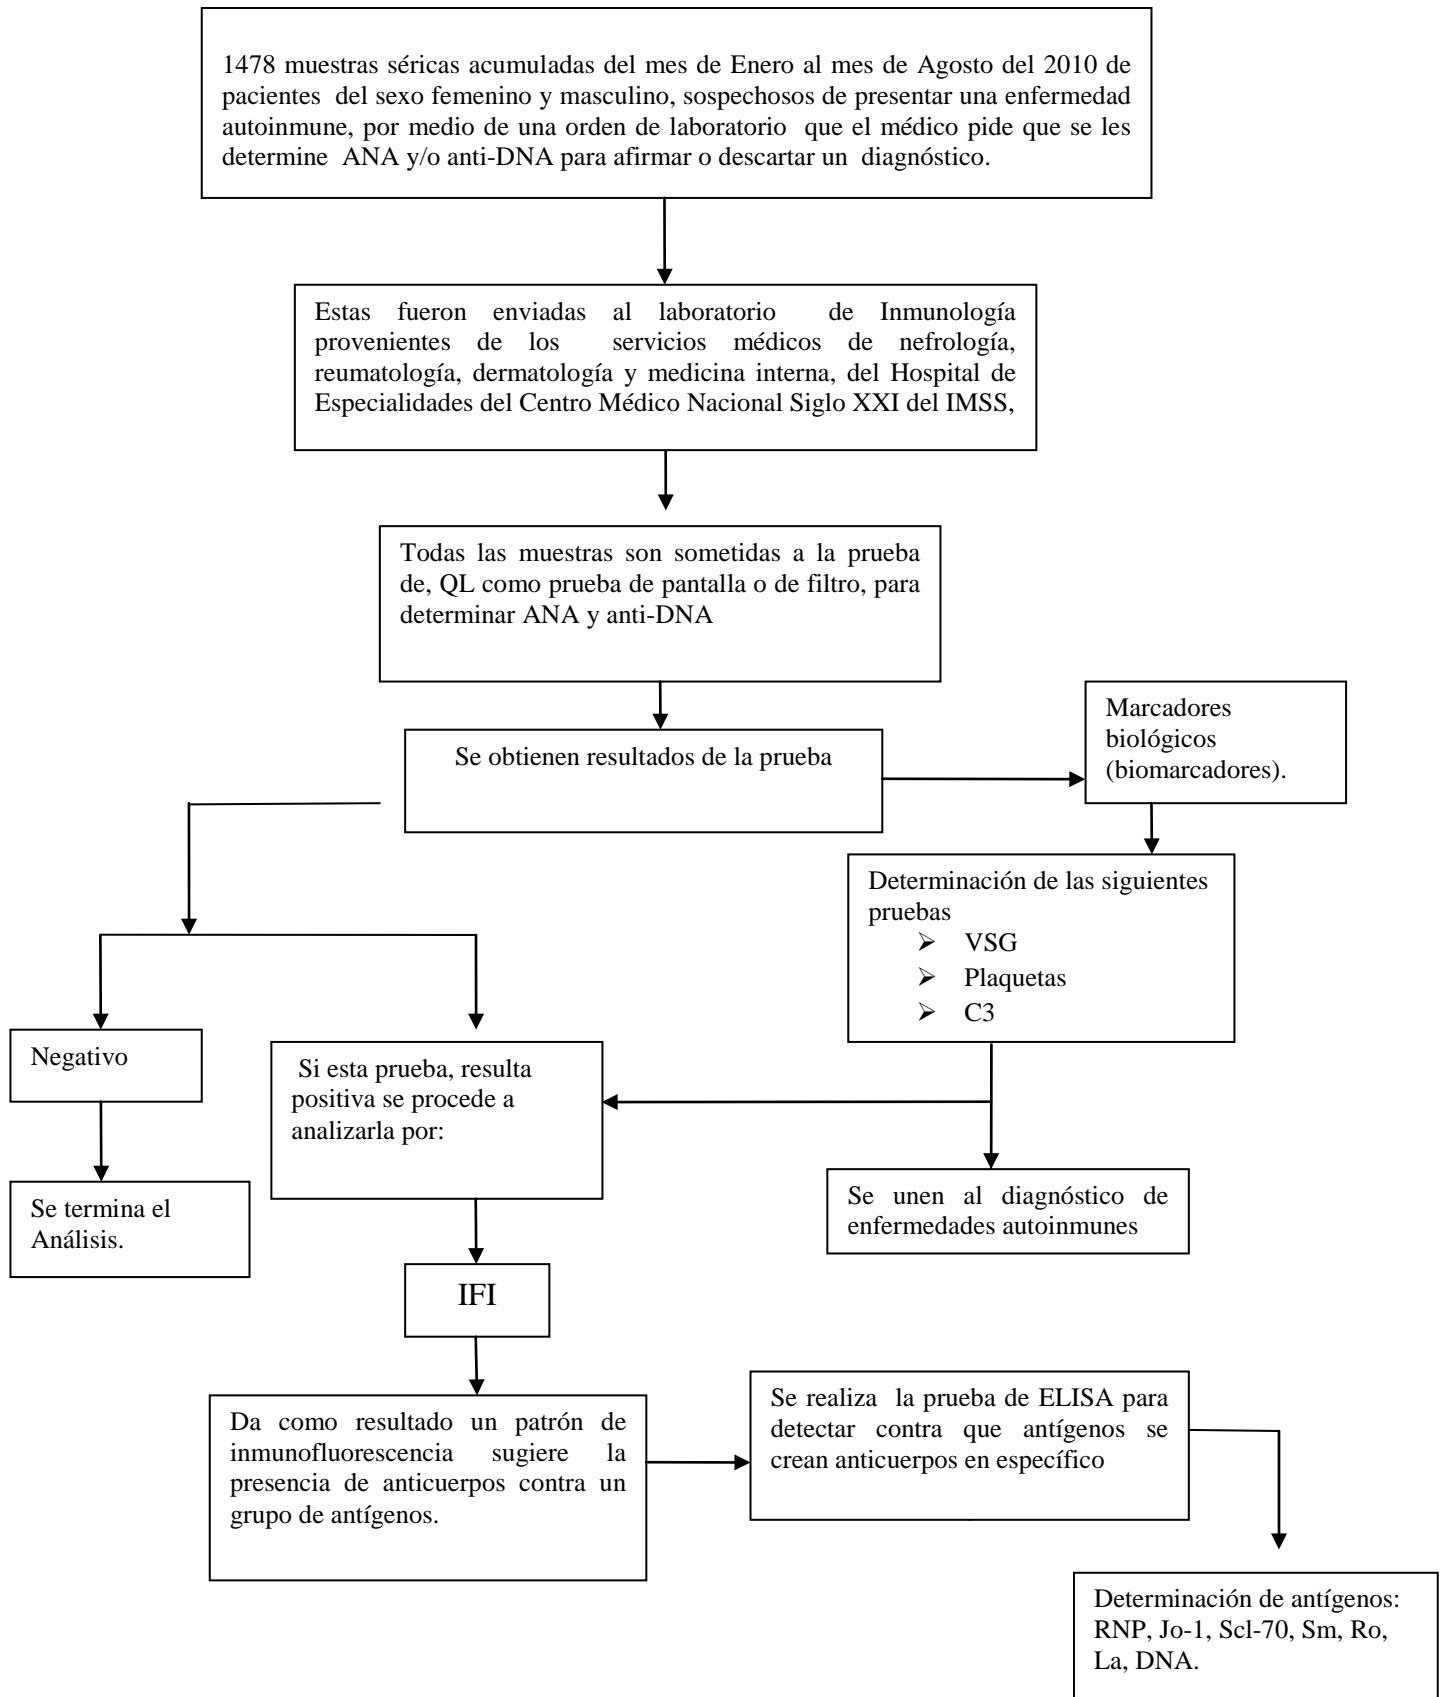 1478 muestras séricas acumuladas del mes de Enero al mes de Agosto del 2010 de
pacientes del sexo femenino y masculino, sospechosos de presentar una enfermedad
autoinmune, por medio de una orden de laboratorio que el médico pide que se les
determine ANA y/o anti-DNA para afirmar o descartar un diagnóstico.
Estas fueron enviadas al laboratorio de Inmunología
provenientes de los servicios médicos de nefrología,
reumatología, dermatología y medicina interna, del Hospital de
Especialidades del Centro Médico Nacional Siglo XXI del IMSS,
Todas las muestras son sometidas a la prueba
de, QL como prueba de pantalla o de filtro, para
determinar ANA y anti-DNA
Se obtienen resultados de la prueba
Marcadores
biológicos
(biomarcadores).
Determinación de las siguientes
pruebas
➢ VSG
➢ Plaquetas
➢ C3
Negativo
Si esta prueba, resulta
positiva se procede a
analizarla por:
Se termina el
Análisis.
Se unen al diagnóstico de
enfermedades autoinmunes
IFI
Da como resultado un patrón de
inmunofluorescencia sugiere la
presencia de anticuerpos contra un
grupo de antígenos.
Se realiza la prueba de ELISA para
detectar contra que antígenos se
crean anticuerpos en específico
Determinación de antígenos:
RNP, Jo-1, Scl-70, Sm, Ro,
La, DNA.